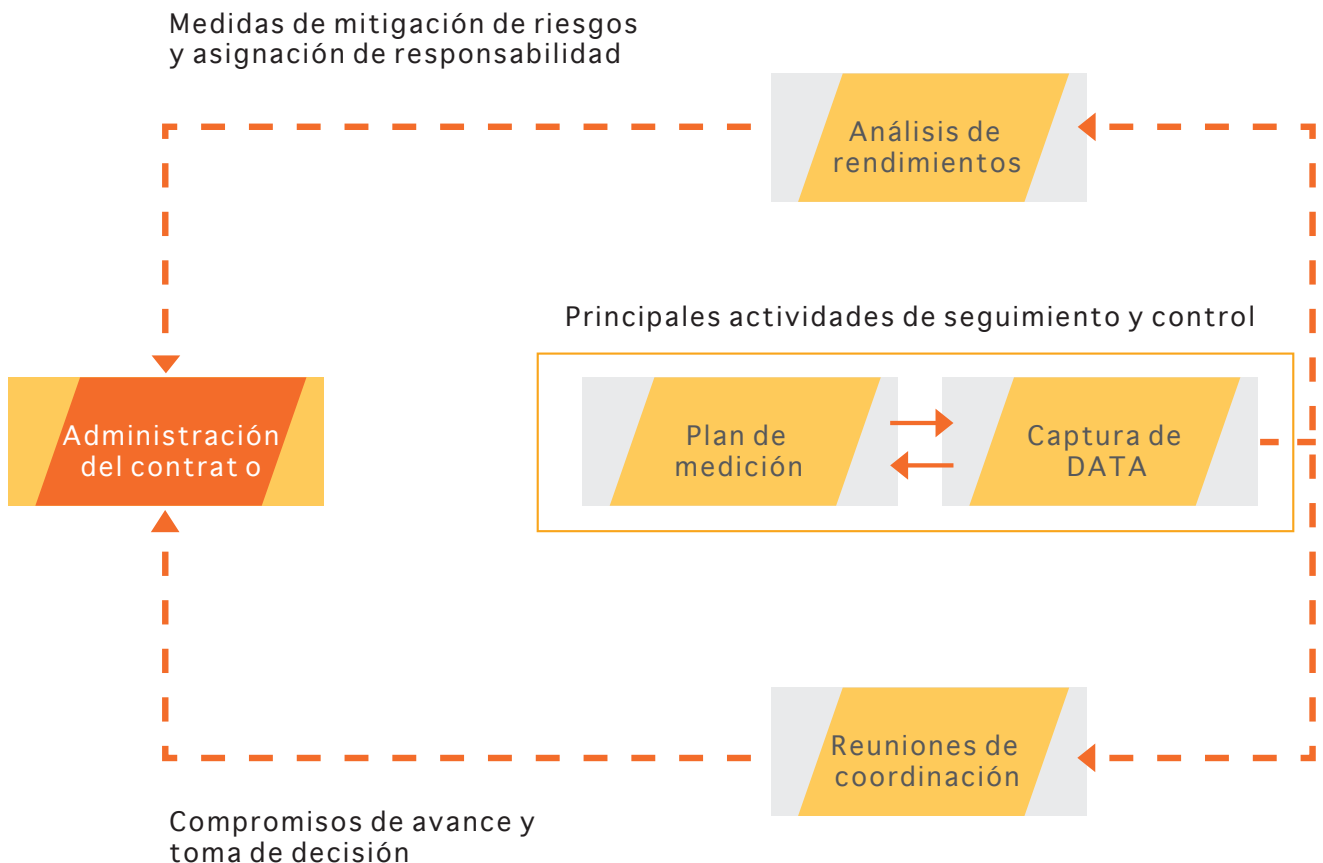 Medidas de mitigación de riesgos
y asignación de responsabilidad
Análisis de
rendimientos
Principales actividades de seguimiento y control
Administración
del contrat o
Plan de
medición
Captura de
DATA
Reuniones de
coordinación
Compromisos de avance y
toma de decisión